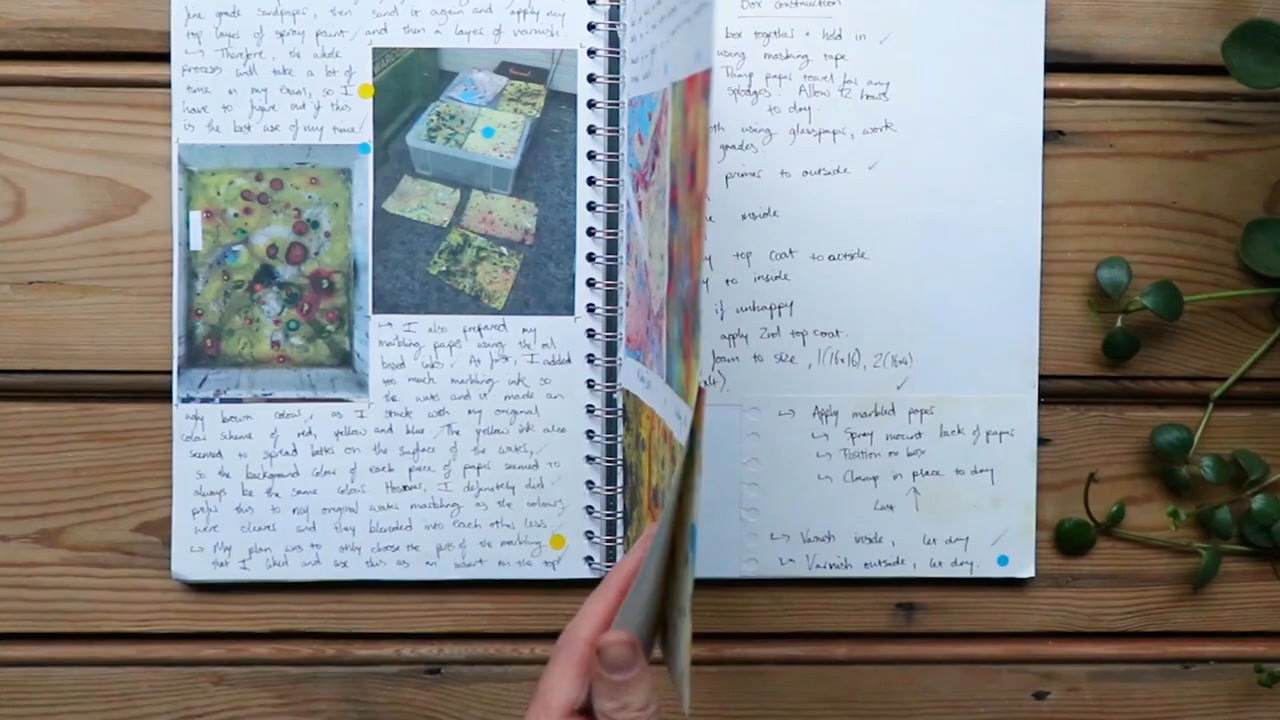 fine grade sandpaper, then sand it again and apply my
top layers of spray paint, and then a layers of varnish.
↳ Therefore, the whole
process will take a lot of
time in my exam, so I
have to figure out if this
is the best use of my time.
↳ I also prepared my
marbling paper using the oil
based inks. At first, I added
too much marbling ink so
the water and it made an
ugly brown colour, as I stuck with my original
colour scheme of red, yellow and blue. The yellow ink also
seemed to spread better on the surface of the water,
so the background colour of each piece of paper seemed to
always be the same colour. However, I definitely did
prefer this to my original water marbling as the colours
were clearer and they blended into each other less.
↳ My plan was to only choose the parts of the marbling
that I liked and use this as an insert on the top
Box construction
box together + hold in
using masking tape
Damp paper towel for any
splodges. Allow 12 hours
to dry.
using glasspaper, work
grades.
primer to outside
inside
top coat to outside
to inside
if unhappy
apply 2nd top coat.
foam to size, 1(16x16), 2(16x4)
x4).
↳ Apply marbled paper
↳ Spray mount back of paper
↳ Position on box
↳ Clamp in place to dry
Last
↳ Varnish inside, let dry
↳ Varnish outside, let dry.